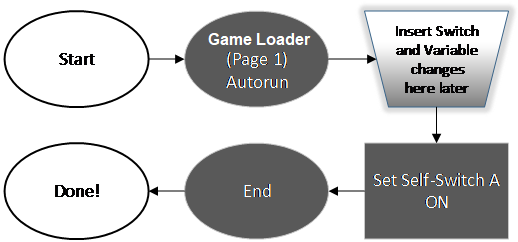 Start
Game Loader
(Page 1)
Autorun
Insert Switch
and Variable
changes
here later
Set Self-Switch A
ON
End
Done!